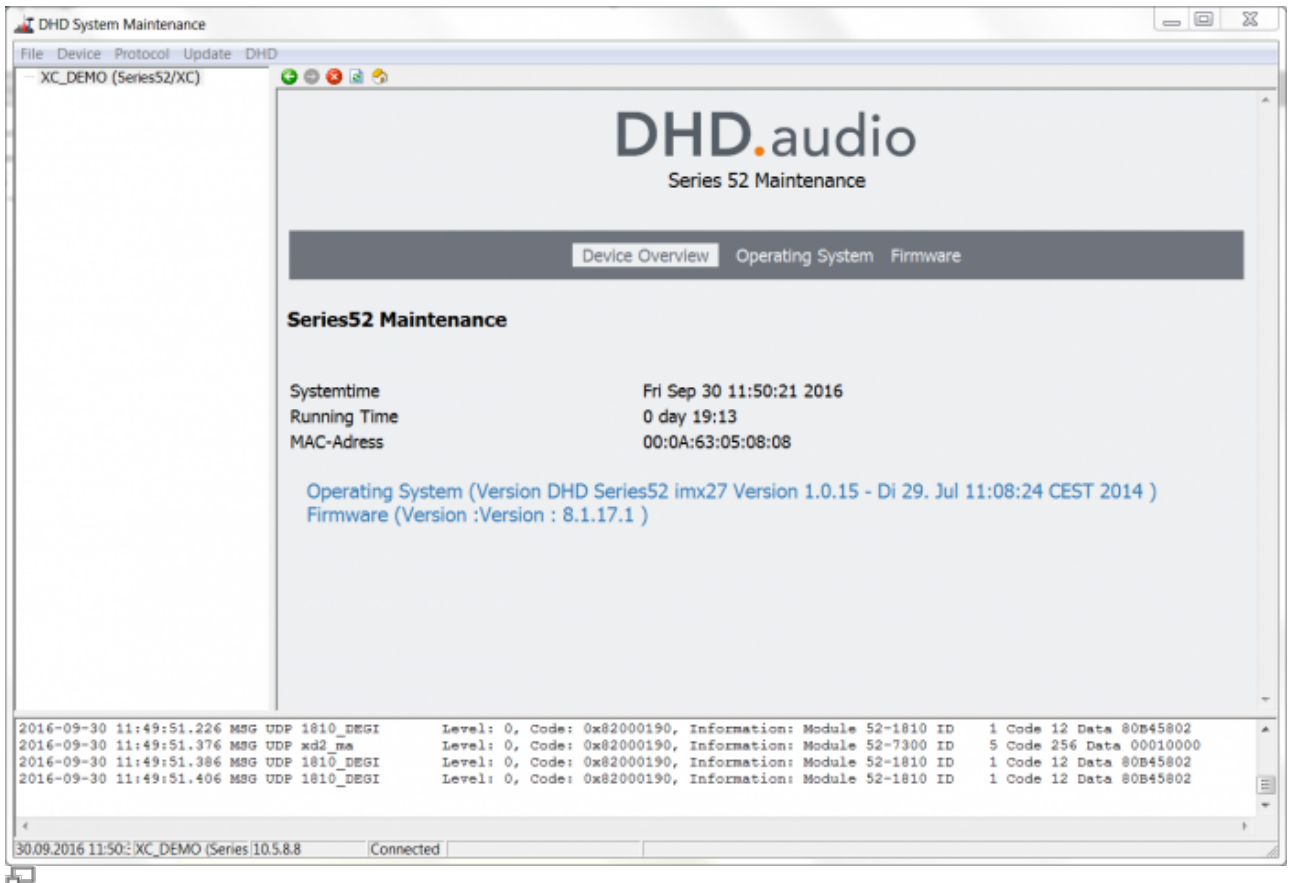 DHD System Maintenance
File Device Protocol Update DHD
XC_DEMO (Series52/XC)
DHD.audio
Series 52 Maintenance
Device Overview Operating System Firmware
Series52 Maintenance
Systemtime Fri Sep 30 11:50:21 2016
Running Time 0 day 19:13
MAC-Adress 00:0A:63:05:08:08
Operating System (Version DHD Series52 imx27 Version 1.0.15 - Di 29. Jul 11:08:24 CEST 2014 )
Firmware (Version :Version : 8.1.17.1 )
2016-09-30 11:49:51.226 MSG UDP 1810_DEGI Level: 0, Code: 0x82000190, Information: Module 52-1810 ID 1 Code 12 Data 80B45802
2016-09-30 11:49:51.376 MSG UDP xd2_ma Level: 0, Code: 0x82000190, Information: Module 52-7300 ID 5 Code 256 Data 00010000
2016-09-30 11:49:51.386 MSG UDP 1810_DEGI Level: 0, Code: 0x82000190, Information: Module 52-1810 ID 1 Code 12 Data 80B45802
2016-09-30 11:49:51.406 MSG UDP 1810_DEGI Level: 0, Code: 0x82000190, Information: Module 52-1810 ID 1 Code 12 Data 80B45802
30.09.2016 11:50: XC_DEMO (Series 10.5.8.8 Connected